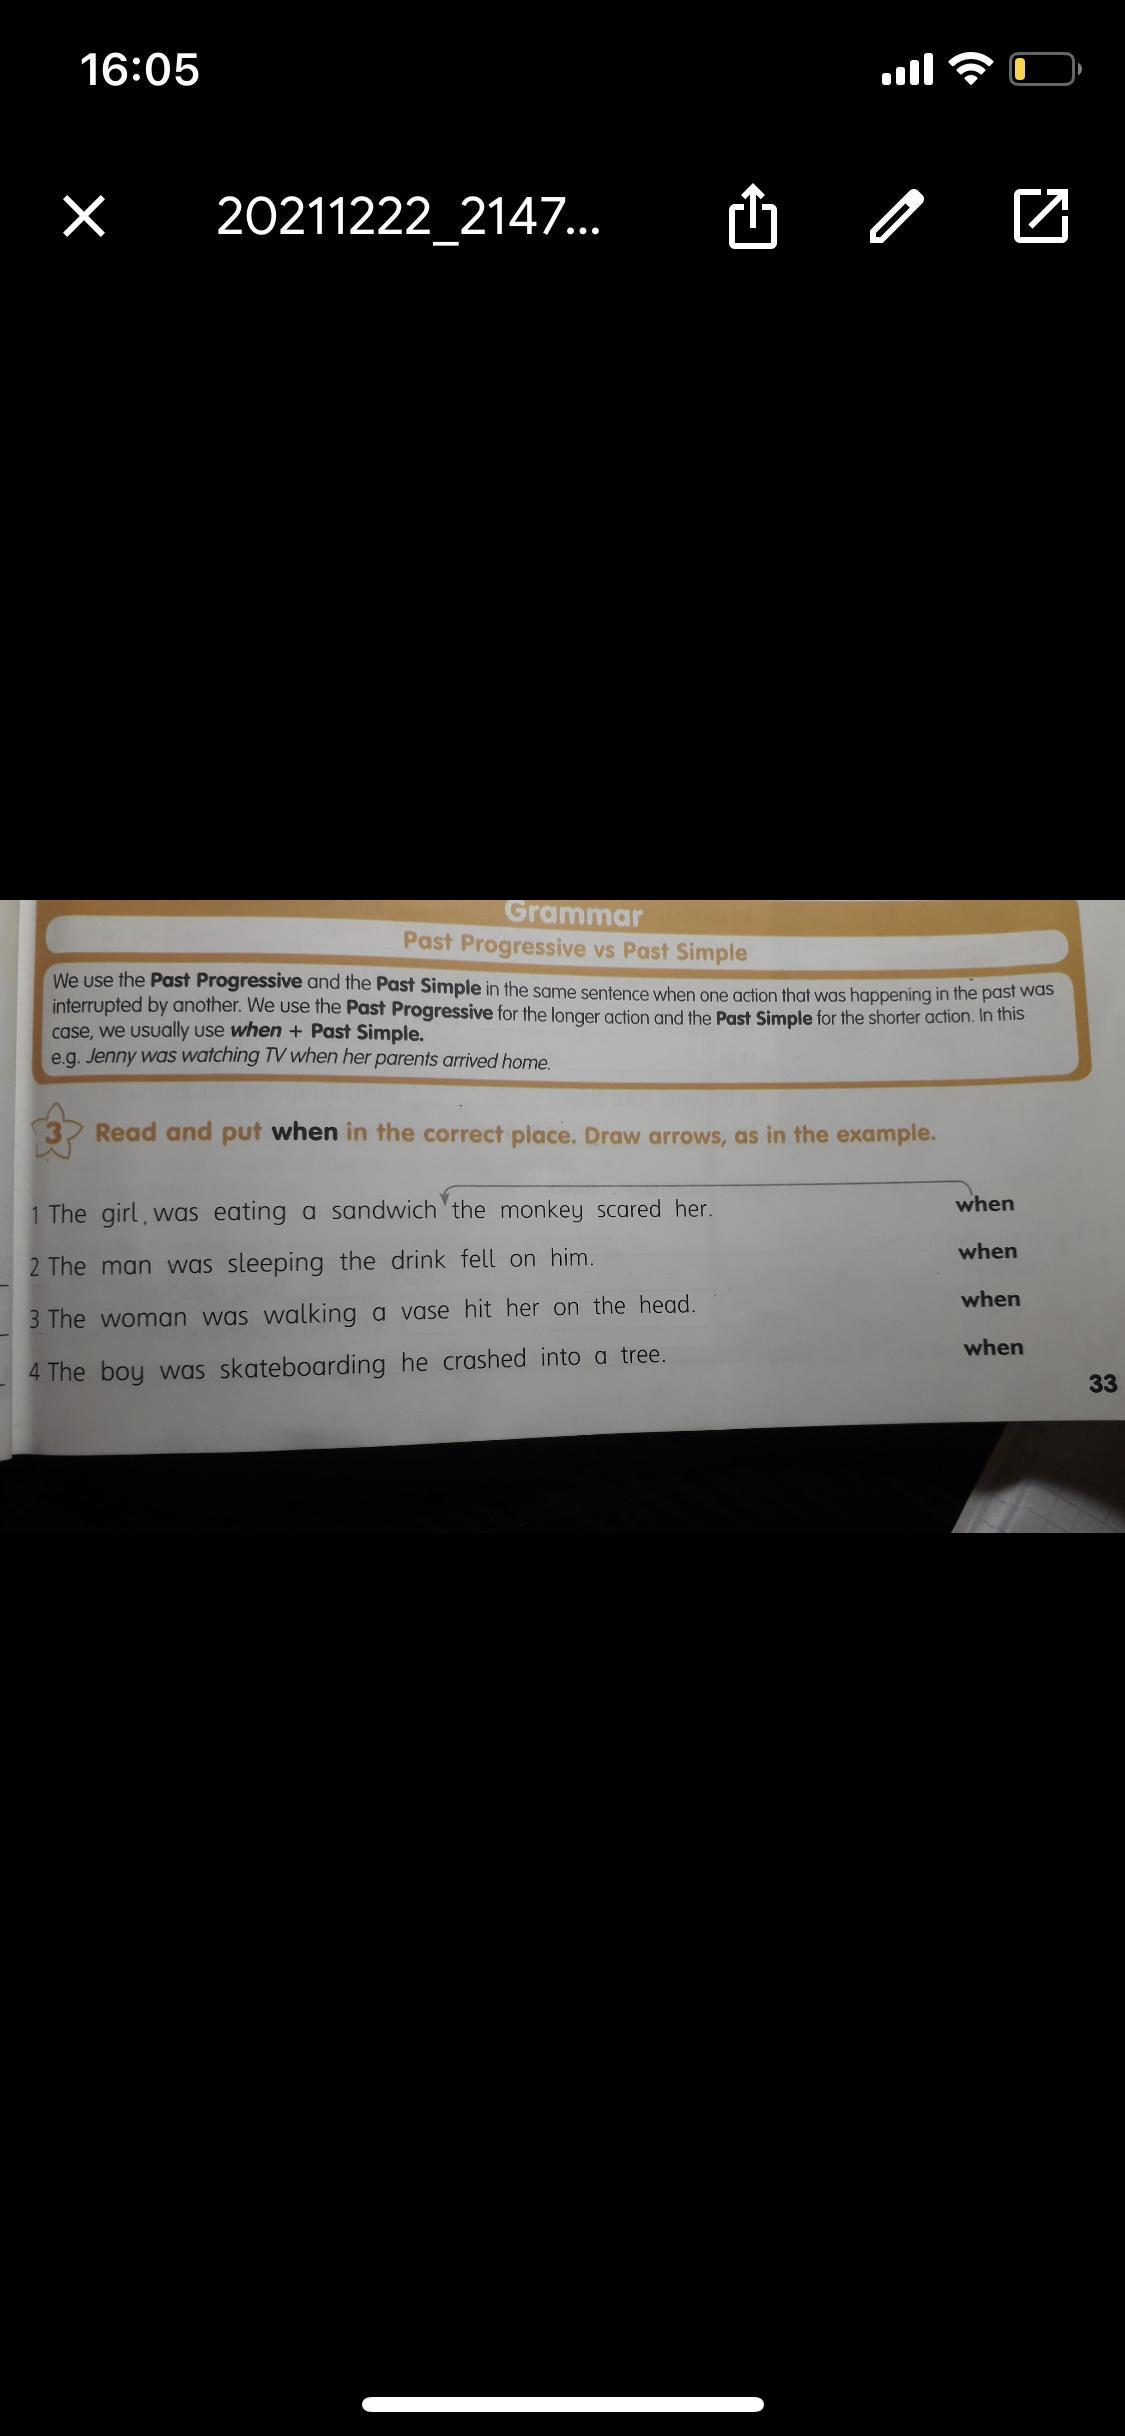 16:05
20211222_2147...
Grammar
Past Progressive vs Past Simple
We use the Past Progressive and the Past Simple in the same sentence when one action that was happening in the past was
interrupted by another. We use the Past Progressive for the longer action and the Past Simple for the shorter action. In this
case, we usually use when + Past Simple.
e.g. Jenny was watching TV when her parents arrived home.
3 Read and put when in the correct place. Draw arrows, as in the example.
1 The girl was eating a sandwich the monkey scared her. when
2 The man was sleeping the drink fell on him. when
3 The woman was walking a vase hit her on the head. when
4 The boy was skateboarding he crashed into a tree. when
33